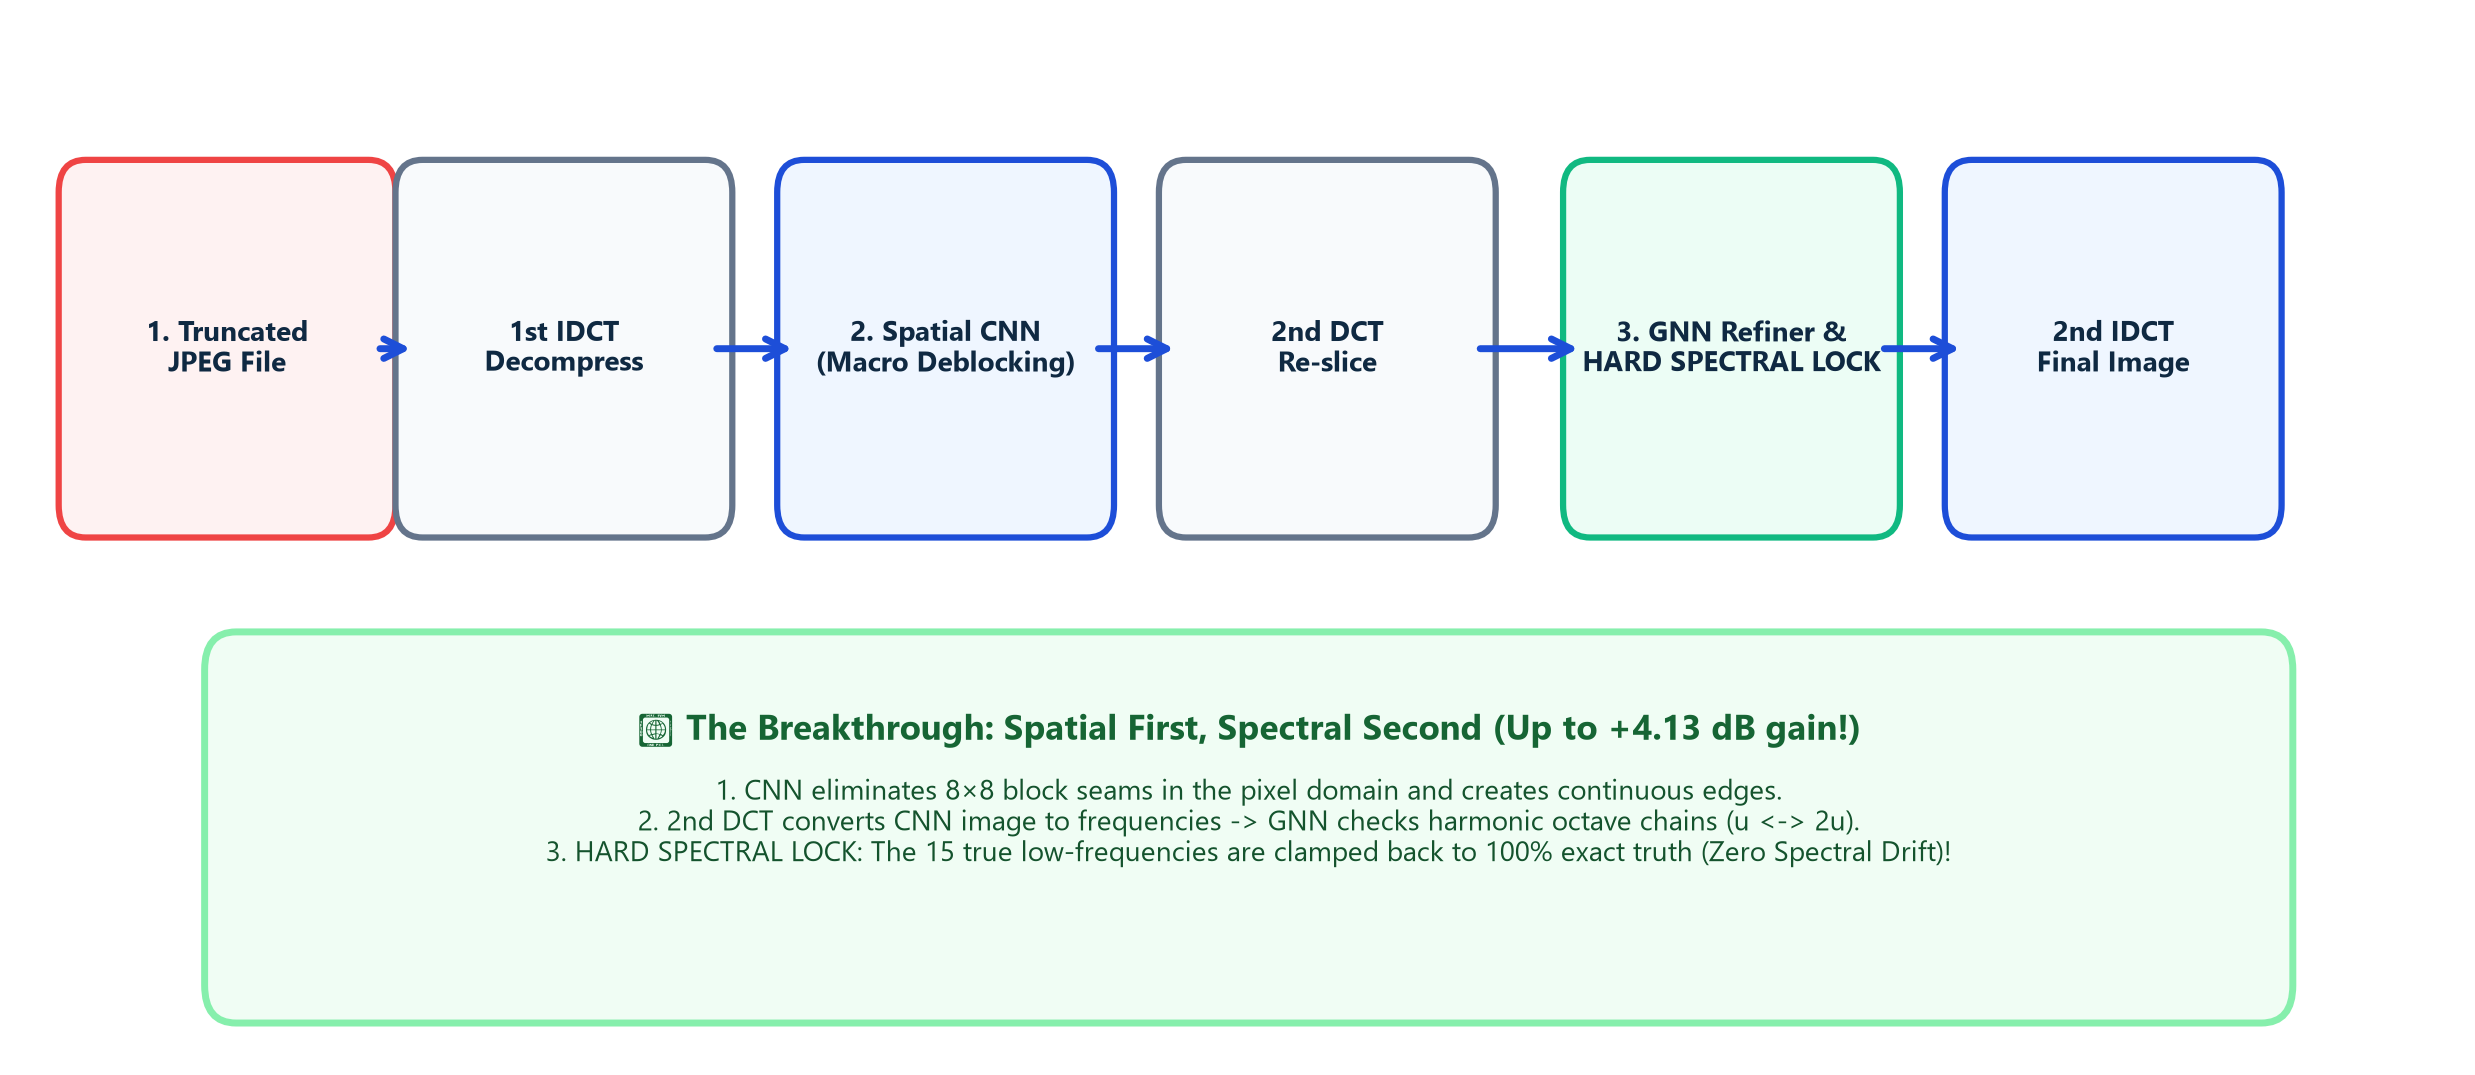 1. Truncated
JPEG File
1st IDCT
Decompress
2. Spatial CNN
(Macro Deblocking)
2nd DCT
Re-slice
3. GNN Refiner &
HARD SPECTRAL LOCK
2nd IDCT
Final Image
The Breakthrough: Spatial First, Spectral Second (Up to +4.13 dB gain!)
1. CNN eliminates 8×8 block seams in the pixel domain and creates continuous edges.
2. 2nd DCT converts CNN image to frequencies -> GNN checks harmonic octave chains (u <-> 2u).
3. HARD SPECTRAL LOCK: The 15 true low-frequencies are clamped back to 100% exact truth (Zero Spectral Drift)!